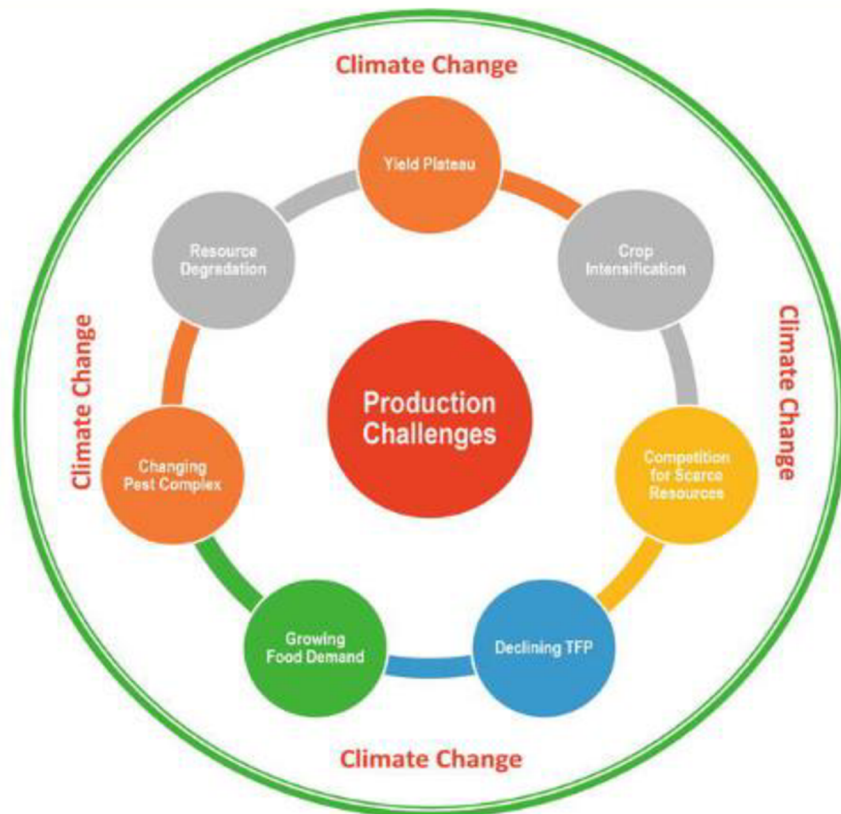 Climate Change
Yield Plateau
Resource
Degradation
Crop
Intensification
Climate Change
Production
Challenges
Climate Change
Changing
Pest Complex
Competition
for Scarce
Resources
Growing
Food Demand
Declining TFP
Climate Change